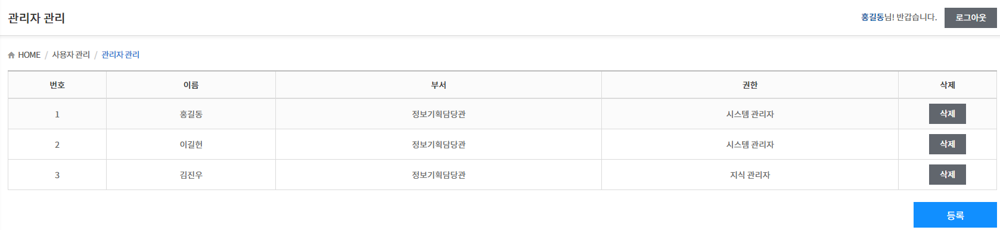 관리자 관리
홍길동님! 반갑습니다. 로그아웃
HOME / 사용자 관리 / 관리자 관리
번호 이름 부서 권한 삭제
1 홍길동 정보기획담당관 시스템 관리자 삭제
2 이길헌 정보기획담당관 시스템 관리자 삭제
3 김진우 정보기획담당관 지식 관리자 삭제
등록